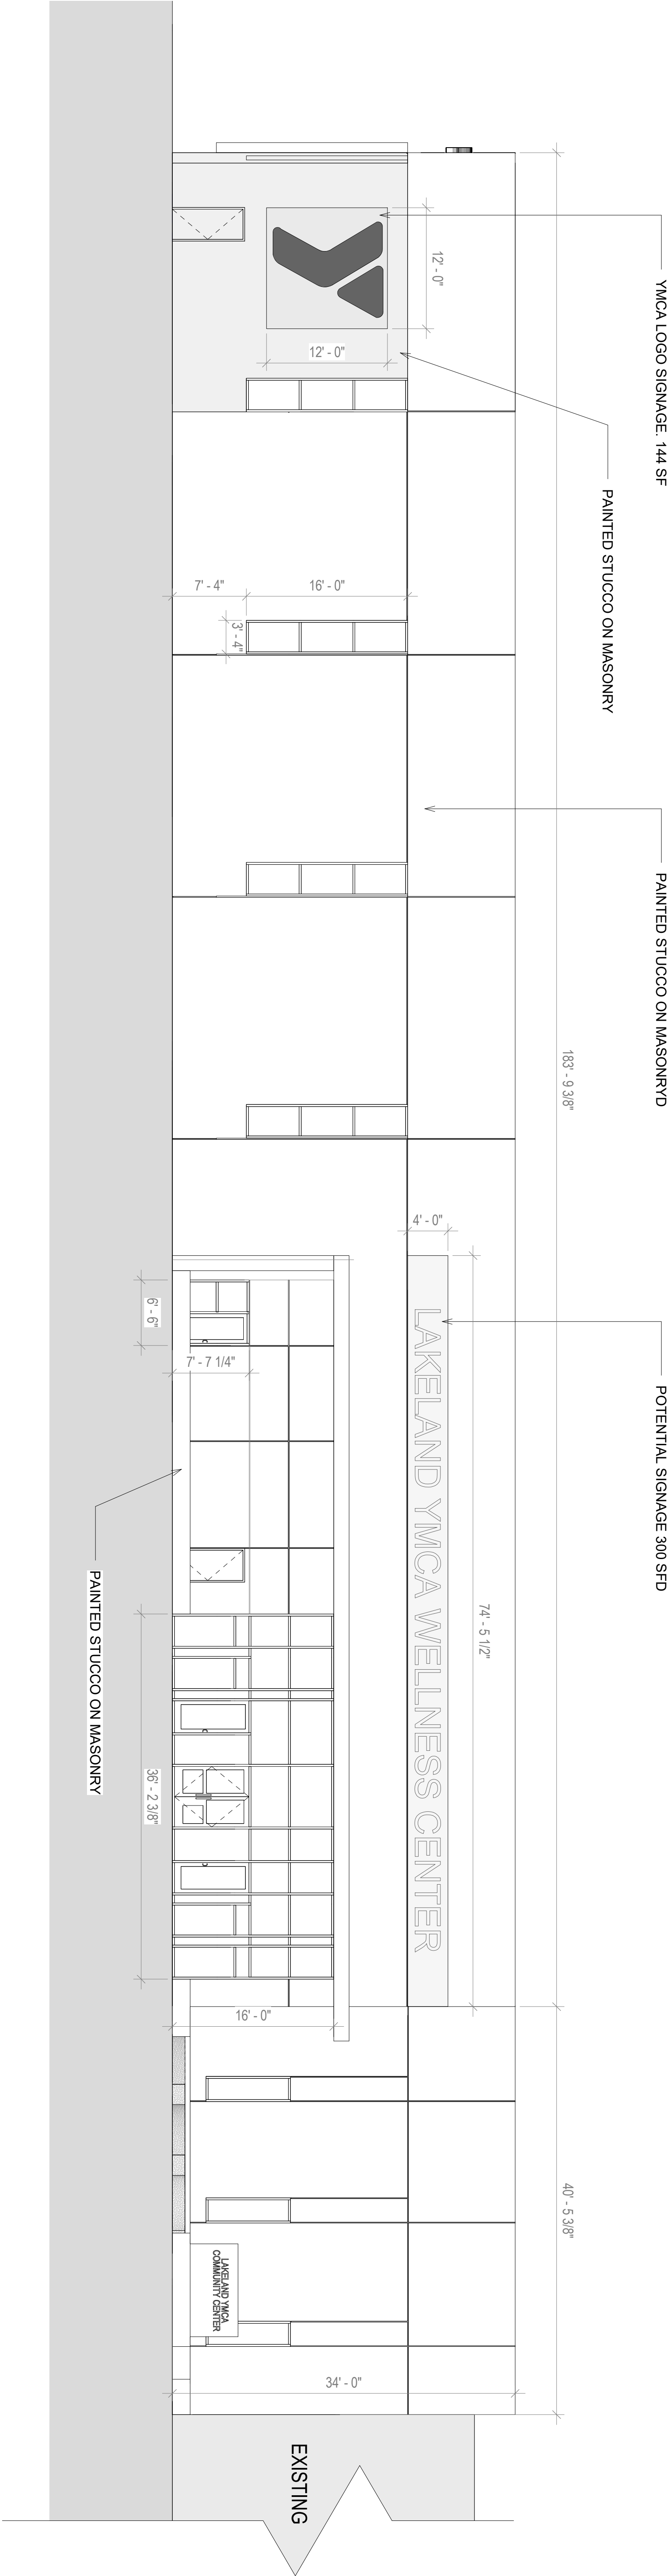 YMCA LOGO SIGNAGE. 144 SF
PAINTED STUCCO ON MASONRY
PAINTED STUCCO ON MASONRYD
POTENTIAL SIGNAGE 300 SFD
183' - 9 3/8"
40' - 5 3/8"
12' - 0"
12' - 0"
7' - 4"
16' - 0"
3' - 4"
4' - 0"
74' - 5 1/2"
LAKELAND YMCA WELLNESS CENTER
6' - 6"
7' - 7 1/4"
36' - 2 3/8"
16' - 0"
PAINTED STUCCO ON MASONRY
LAKELAND YMCA
COMMUNITY CENTER
34' - 0"
EXISTING